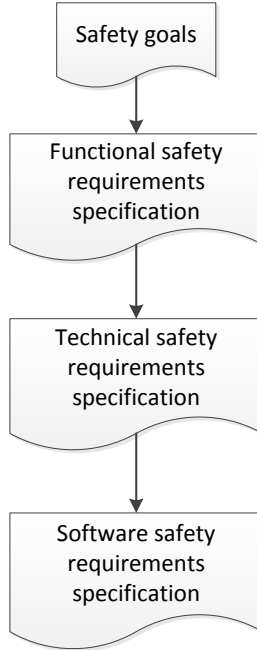 Safety goals
Functional safety
requirements
specification
Technical safety
requirements
specification
Software safety
requirements
specification